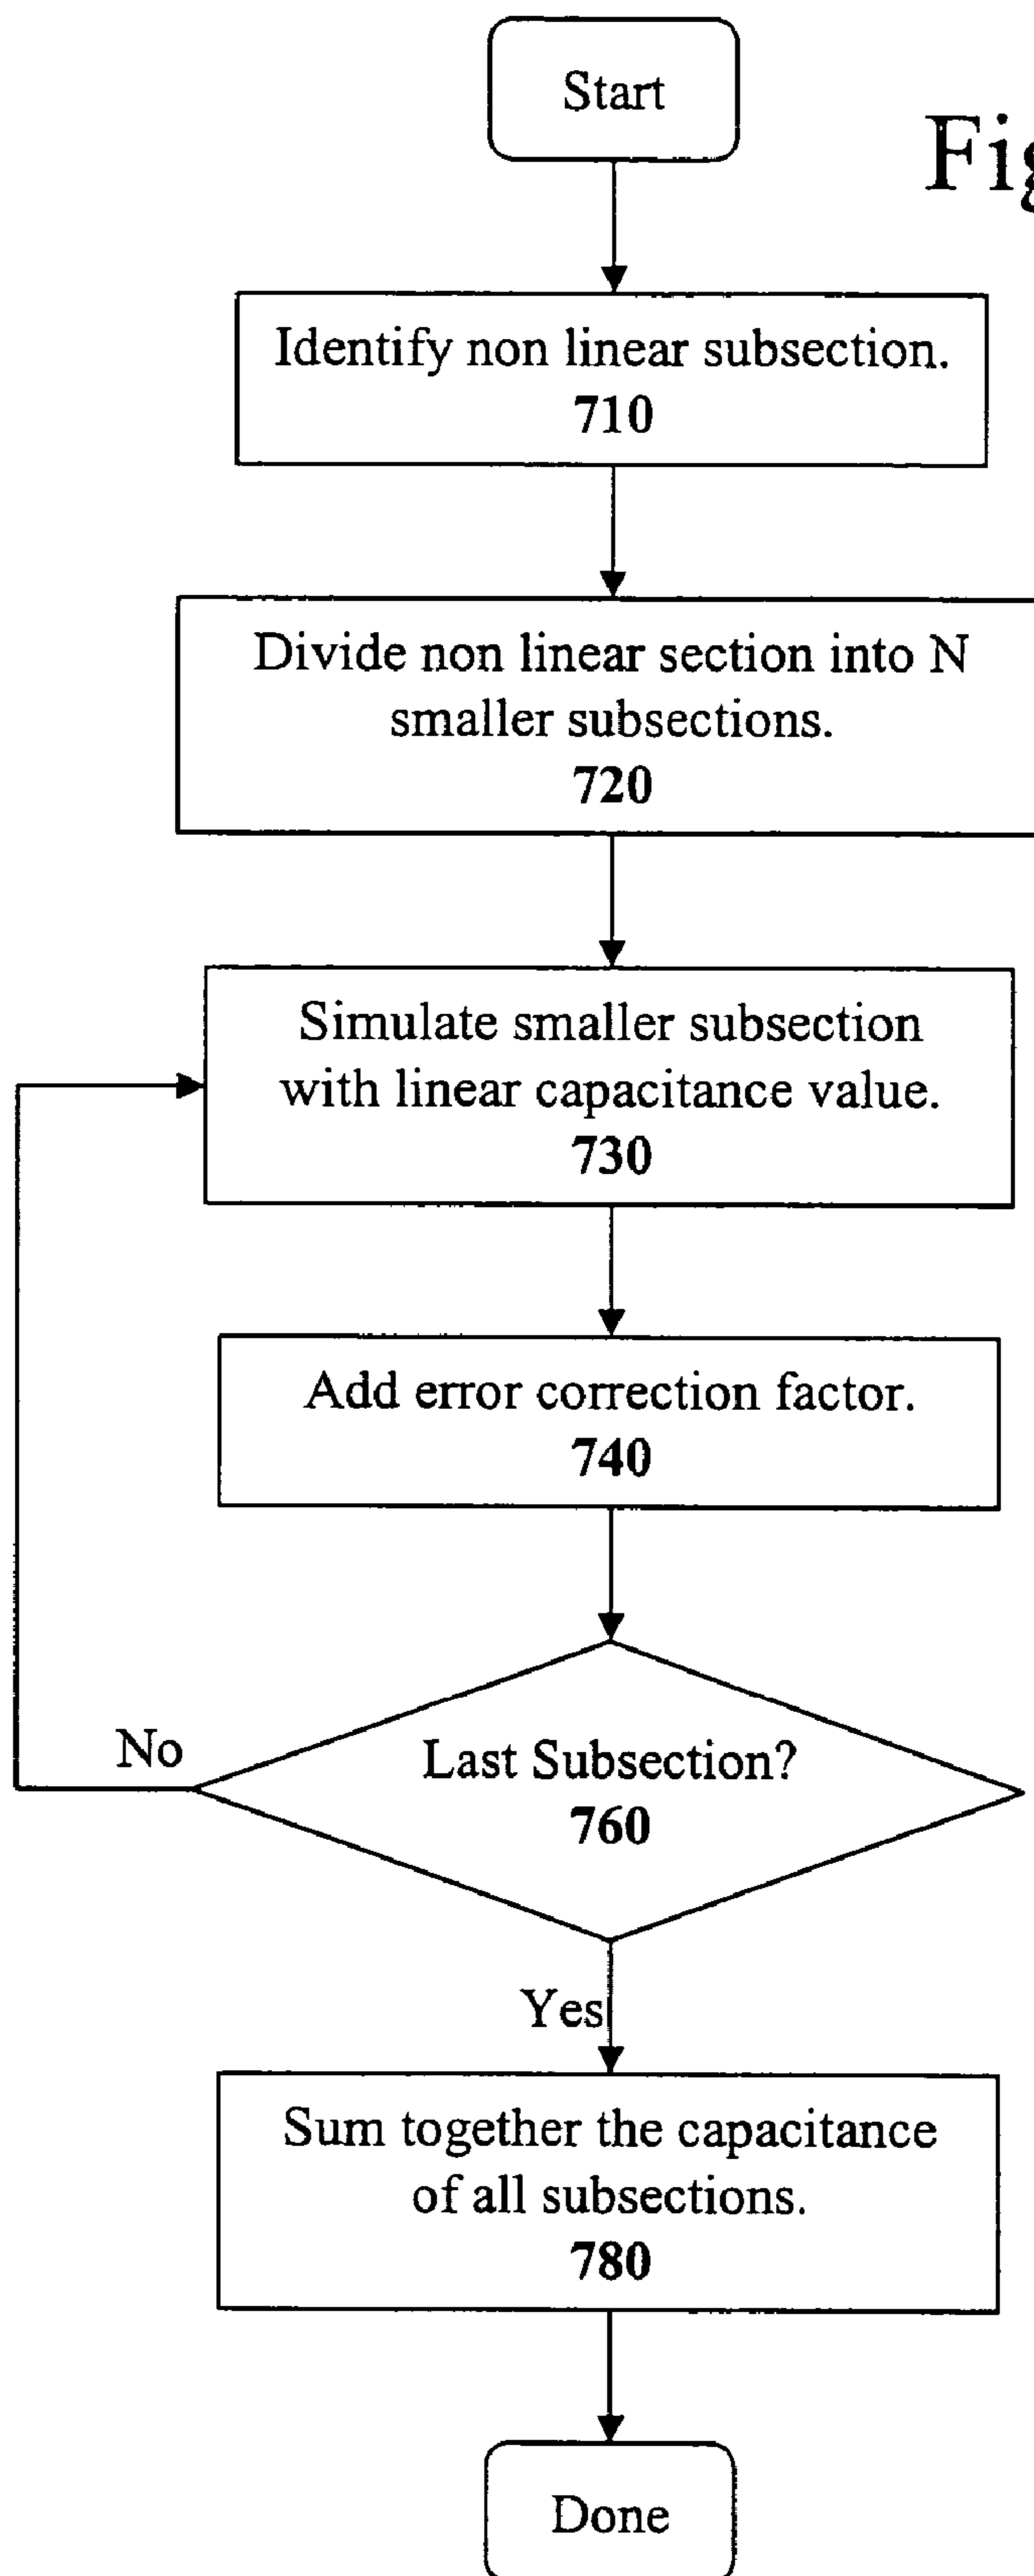 Start
Fig
Identify non linear subsection.
710
Divide non linear section into N
smaller subsections.
720
Simulate smaller subsection
with linear capacitance value.
730
Add error correction factor.
740
No
Last Subsection?
760
Yes
Sum together the capacitance
of all subsections.
780
Done